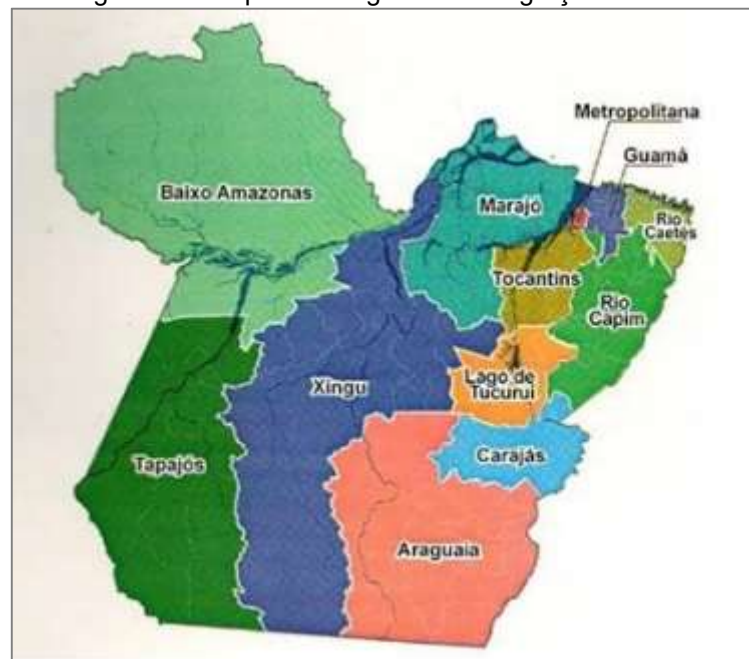 Metropolitana
Guamá
Baixo Amazonas
Marajó
Rio
Caetés
Tocantins
Rio
Capim
Xingu
Lago de
Tucuruí
Carajás
Tapajós
Araguaia